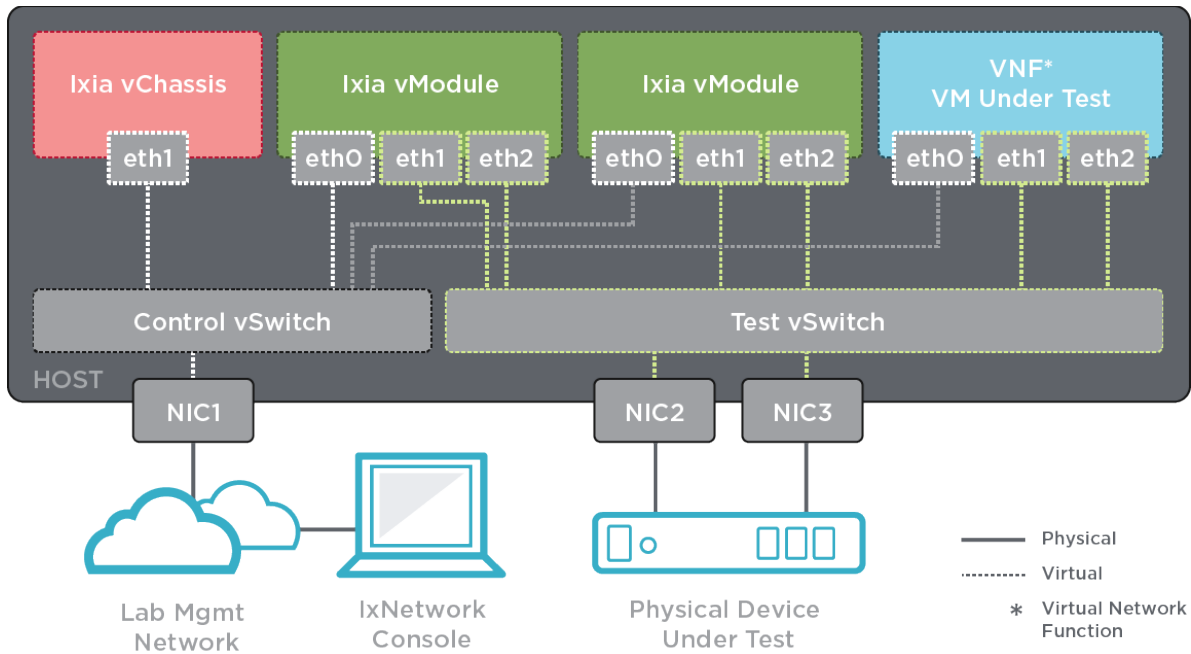 Ixia vChassis
Ixia vModule
Ixia vModule
VNF*
VM Under Test
eth1
eth0
eth1
eth2
eth0
eth1
eth2
eth0
eth1
eth2
Control vSwitch
Test vSwitch
HOST
NIC1
NIC2
NIC3
Lab Mgmt
Network
IxNetwork
Console
Physical Device
Under Test
Physical
Virtual
* Virtual Network
Function